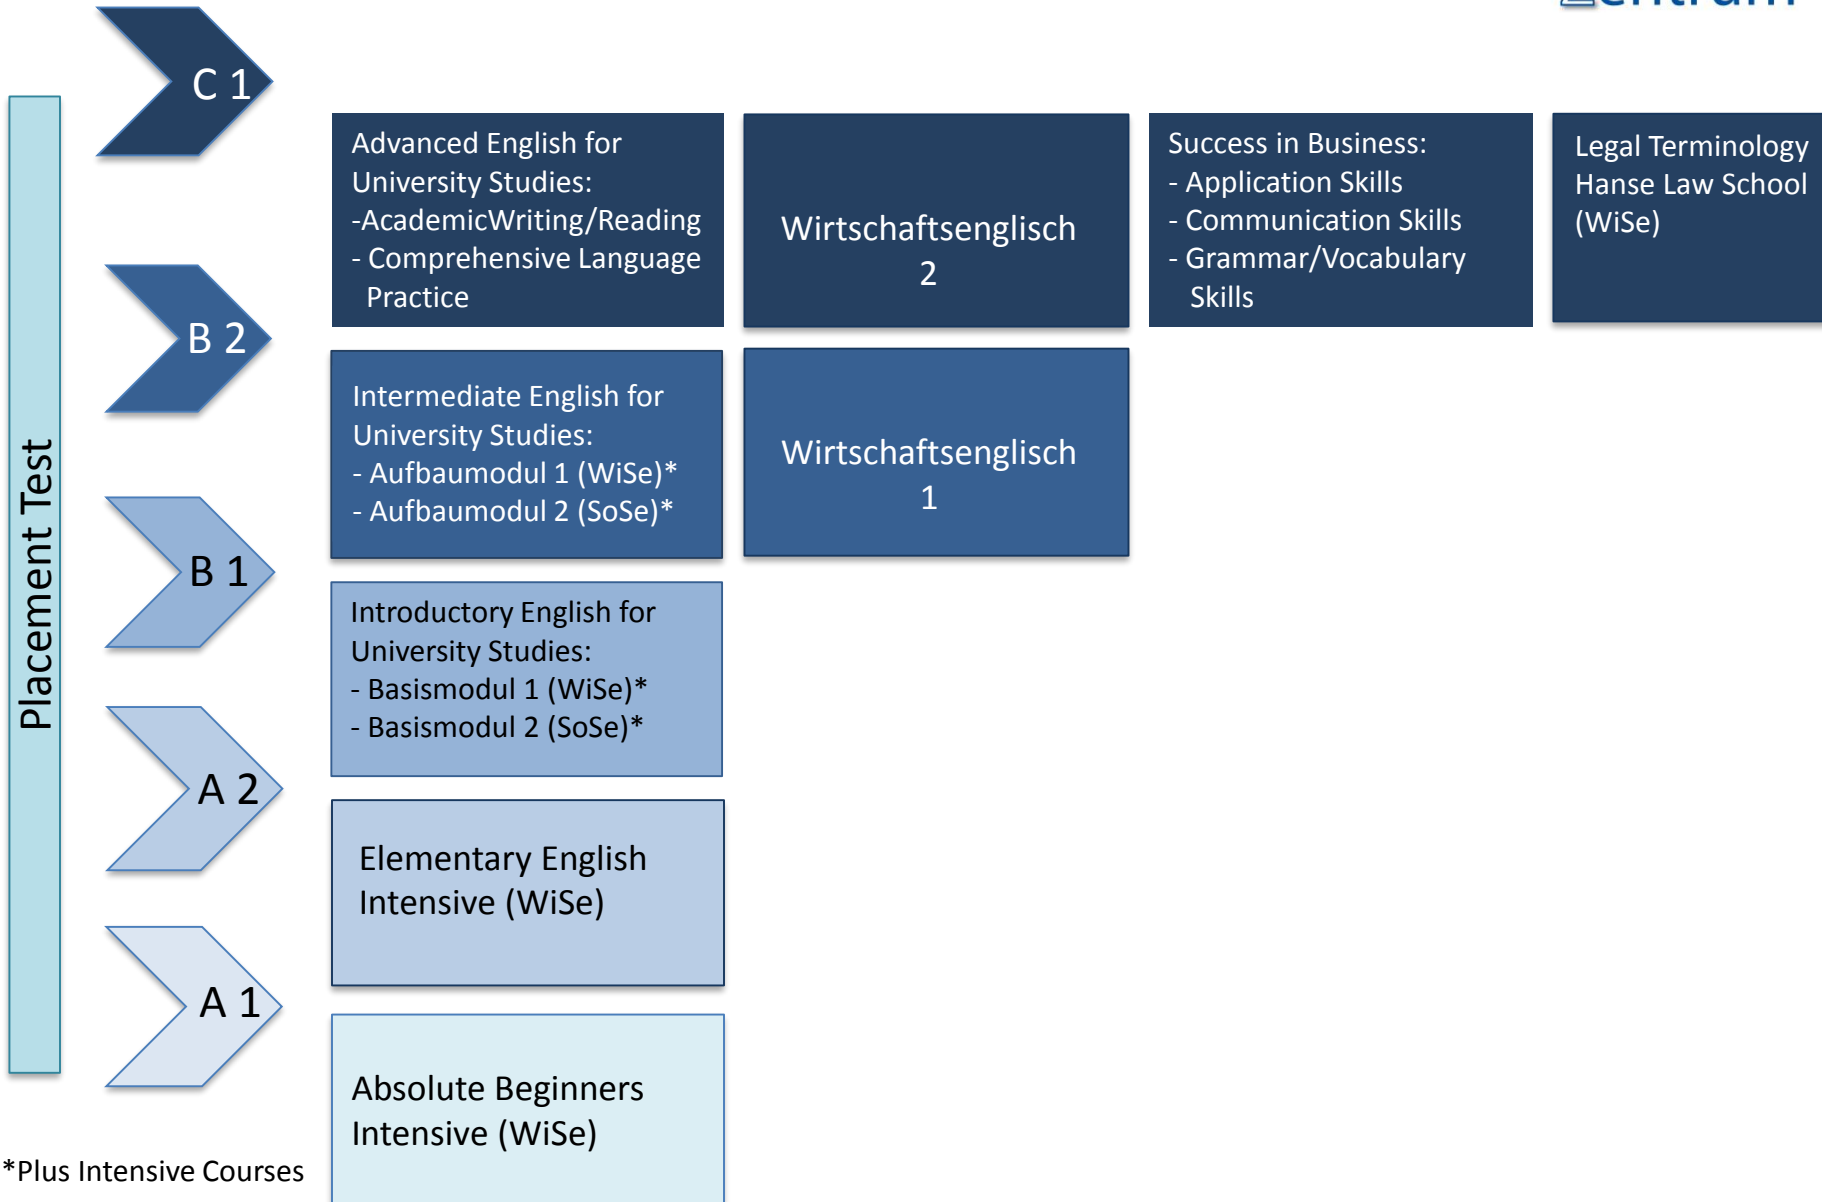 C 1
Advanced English for
University Studies:
-AcademicWriting/Reading
- Comprehensive Language
Practice
Wirtschaftsenglisch
2
Success in Business:
- Application Skills
- Communication Skills
- Grammar/Vocabulary
Skills
Legal Terminology
Hanse Law School
(WiSe)
B 2
Intermediate English for
University Studies:
- Aufbaumodul 1 (WiSe)*
- Aufbaumodul 2 (SoSe)*
Wirtschaftsenglisch
1
Placement Test
B 1
Introductory English for
University Studies:
- Basismodul 1 (WiSe)*
- Basismodul 2 (SoSe)*
A 2
Elementary English
Intensive (WiSe)
A 1
Absolute Beginners
Intensive (WiSe)
*Plus Intensive Courses